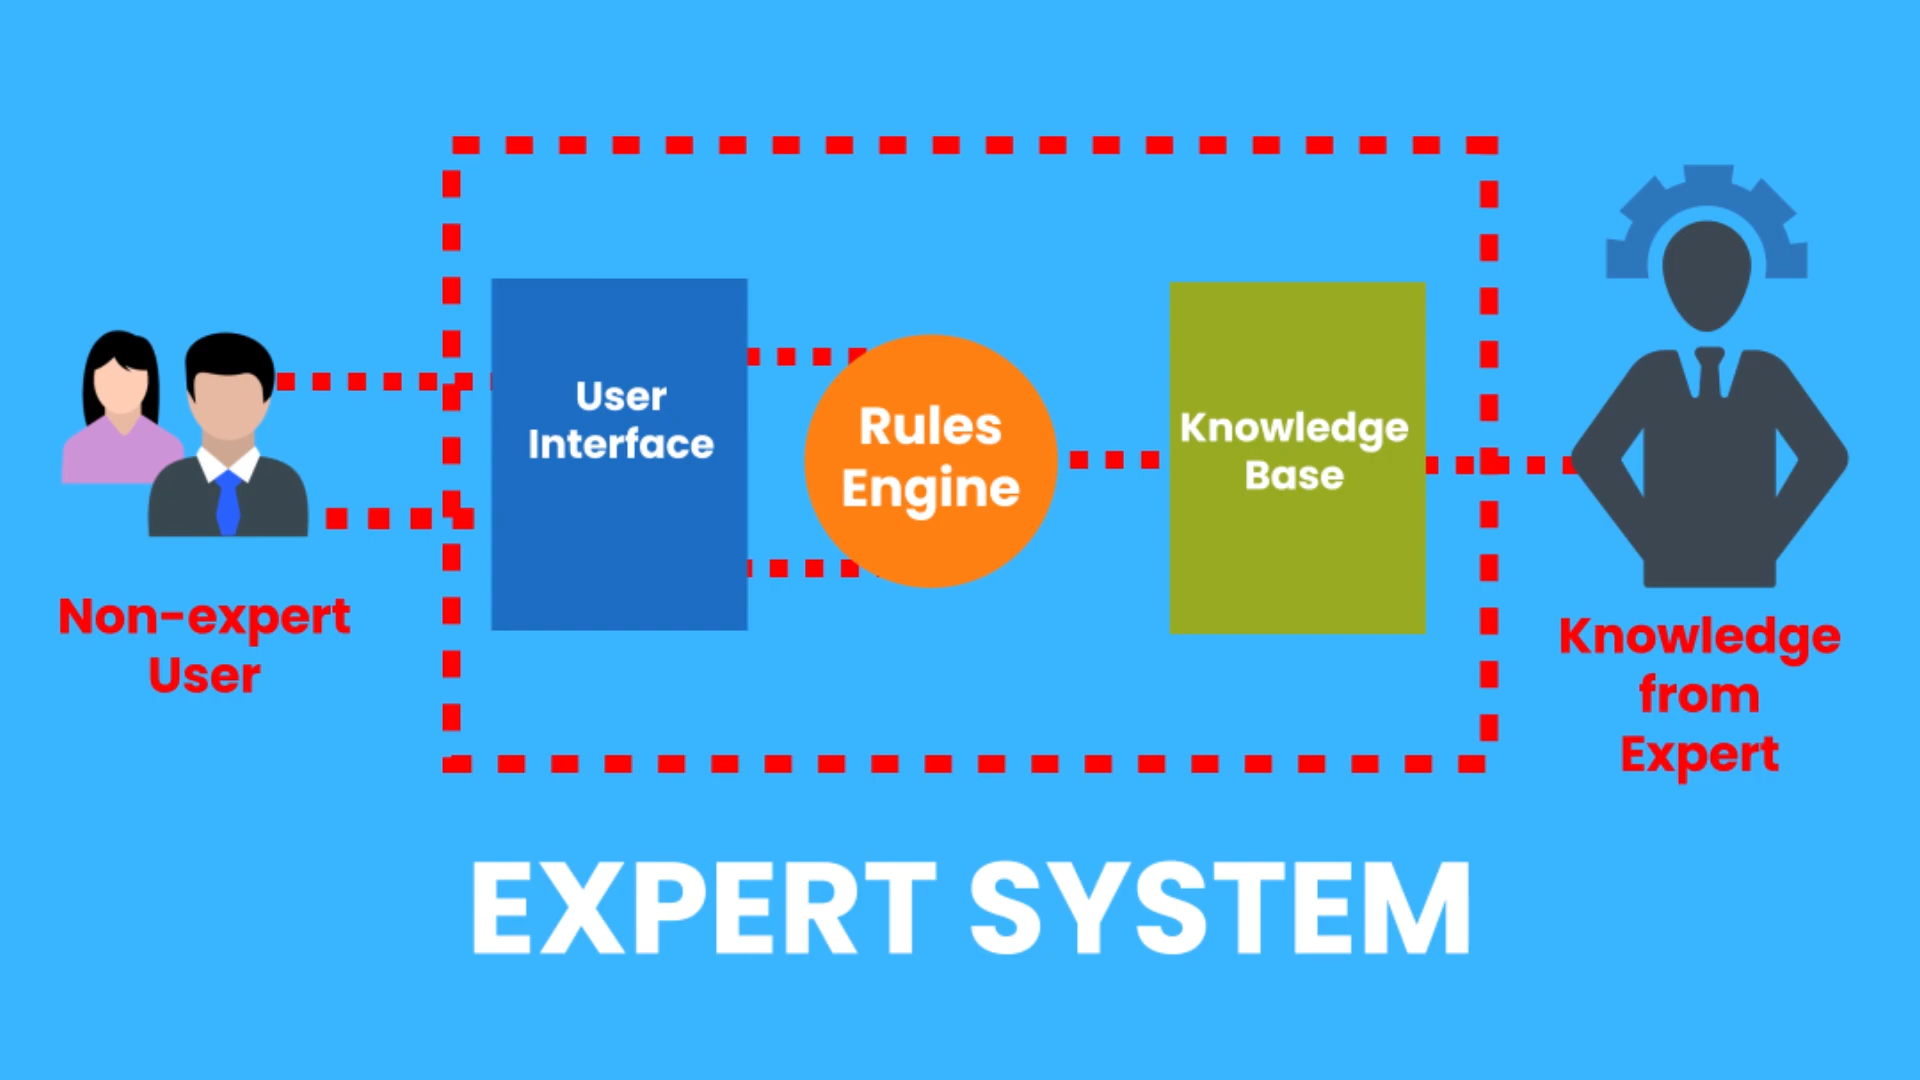 User
Interface
Rules
Engine
Knowledge
Base
Non-expert
User
Knowledge
from
Expert
EXPERT SYSTEM